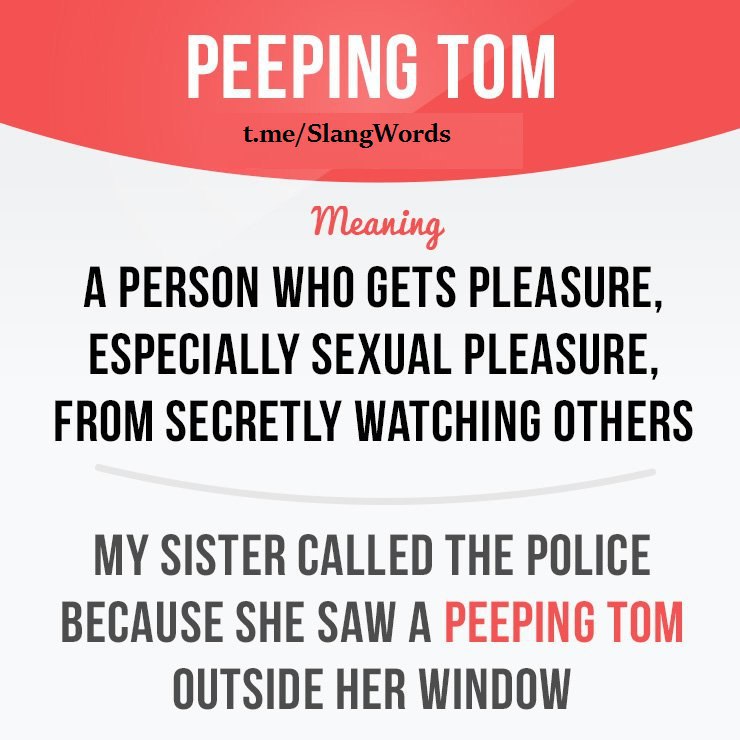 PEEPING TOM
t.me/SlangWords
Meaning
A PERSON WHO GETS PLEASURE,
ESPECIALLY SEXUAL PLEASURE,
FROM SECRETLY WATCHING OTHERS
MY SISTER CALLED THE POLICE
BECAUSE SHE SAW A PEEPING TOM
OUTSIDE HER WINDOW